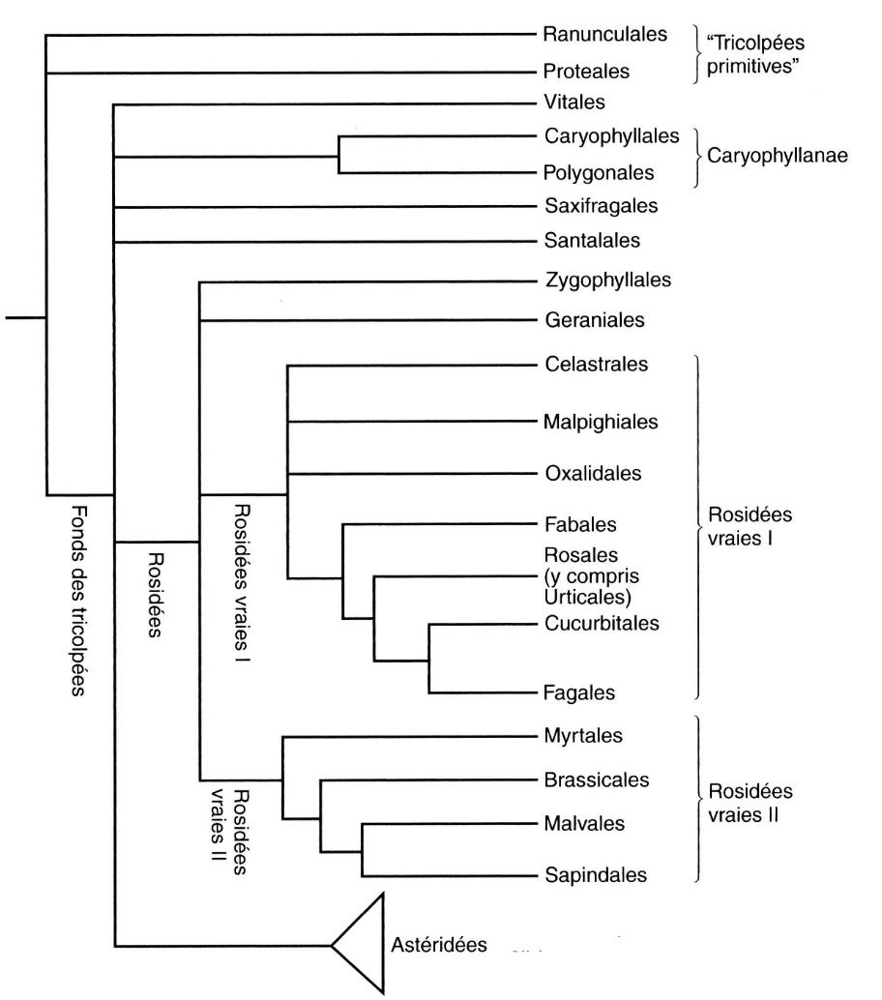 Ranunculales
Proteales
“Tricolpées
primitives”
Vitales
Caryophyllales
Polygonales
Caryophyllanae
Saxifragales
Santalales
Zygophyllales
Geraniales
Celastrales
Malpighiales
Oxalidales
Fabales
Rosales
(y compris
Urticales)
Cucurbitales
Fagales
Rosidées
vraies I
Myrtales
Brassicales
Malvales
Sapindales
Rosidées
vraies II
Astéridées
Fonds des tricolpées
Rosidées
Rosidées vraies I
Rosidées
vraies II